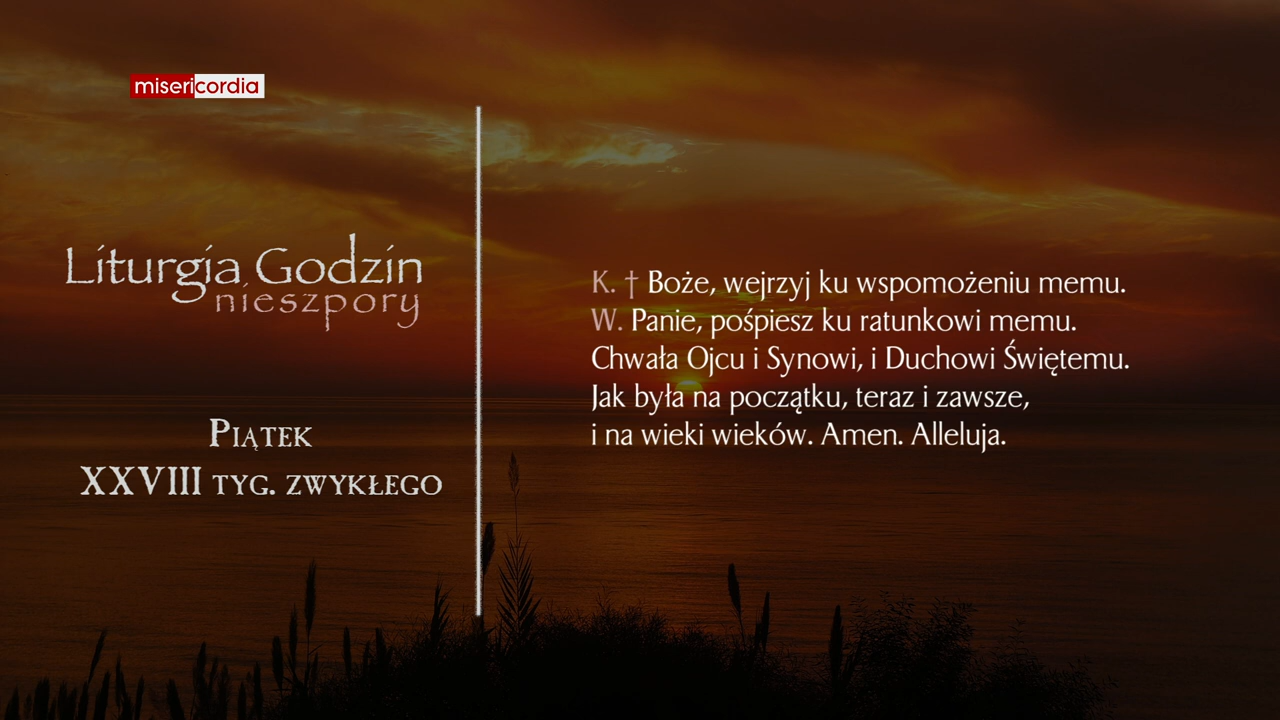 misericordia
Liturgia Godzin
nieszpory
Piątek
XXVIII tyg. zwykłego
K. † Boże, wejrzyj ku wspomożeniu memu.
W. Panie, pośpiesz ku ratunkowi memu.
Chwała Ojcu i Synowi, i Duchowi Świętemu.
Jak była na początku, teraz i zawsze,
i na wieki wieków. Amen. Alleluja.